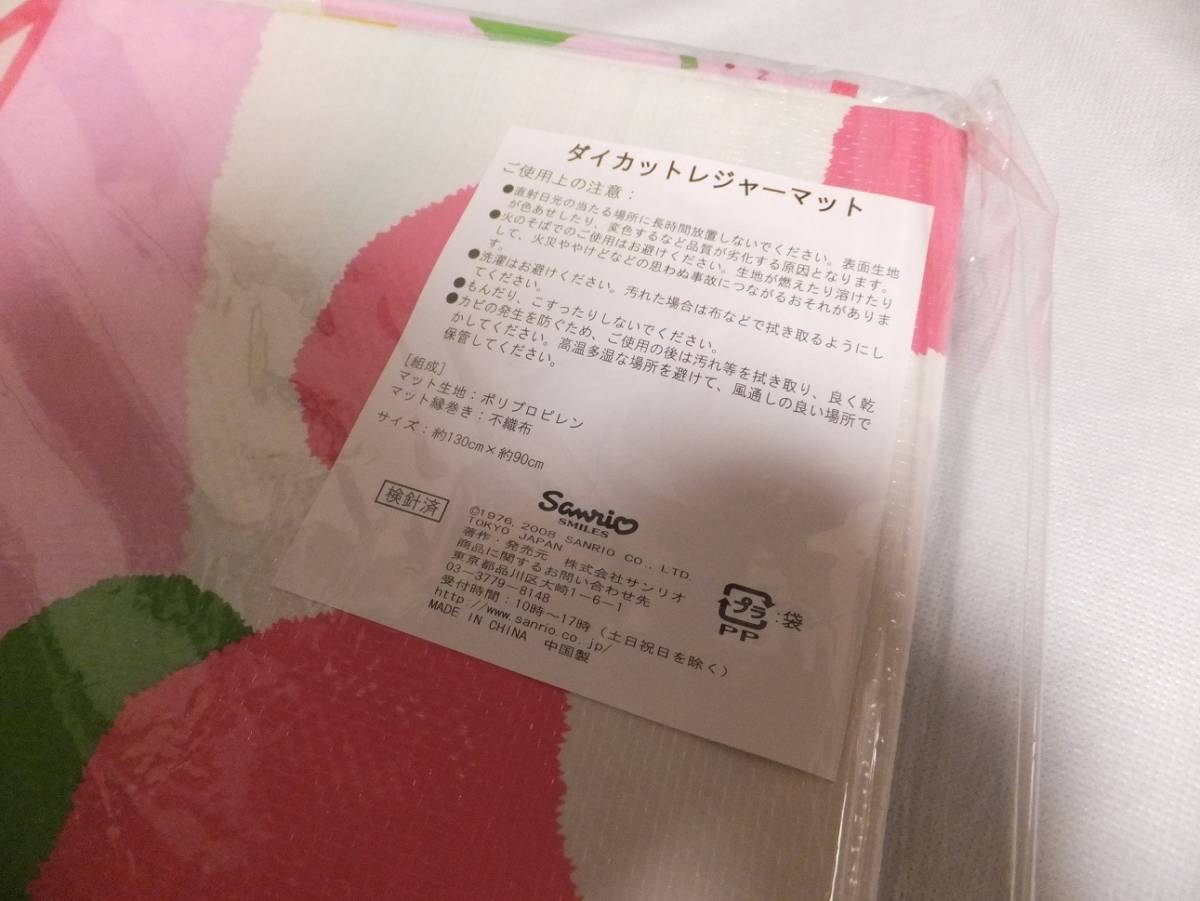 ダイカットレジャーマット
ご使用上の注意：
●直射日光の当たる場所に長時間放置しないでください。表面生地
が色あせしたり、変色するなど品質が劣化する原因となります。
●火のそばでのご使用はお避けください。生地が燃えたり溶けたり
して、火災ややけどなどの思わぬ事故につながるおそれがありま
す。
●洗濯はお避けください。汚れた場合は布などで拭き取るようにし
てください。
●もんだり、こすったりしないでください。
●カビの発生を防ぐため、ご使用の後は汚れ等を拭き取り、良く乾
かしてください。高温多湿な場所を避けて、風通しの良い場所で
保管してください。
[組成]
マット生地：ポリプロピレン
マット縁巻き：不織布
サイズ：約130cm×約90cm
検針済
Sanrio
SMILES
©1976, 2008 SANRIO CO., LTD.
TOKYO JAPAN
著作・発売元 株式会社サンリオ
商品に関するお問い合わせ先
東京都品川区大崎1-6-1
03-3779-8148
受付時間：10時〜17時（土日祝日を除く）
http://www.sanrio.co.jp/
MADE IN CHINA 中国製
プラ：袋
PP